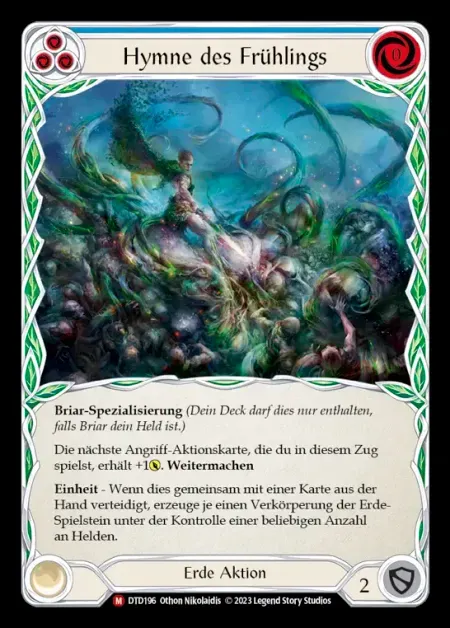 Hymne des Frühlings
0
Briar-Spezialisierung (Dein Deck darf dies nur enthalten,
falls Briar dein Held ist.)
Die nächste Angriff-Aktionskarte, die du in diesem Zug
spielst, erhält +1. Weitermachen
Einheit - Wenn dies gemeinsam mit einer Karte aus der
Hand verteidigt, erzeuge je einen Verkörperung der Erde-
Spielstein unter der Kontrolle einer beliebigen Anzahl
an Helden.
Erde Aktion
2
M DTD196 Othon Nikolaidis © 2023 Legend Story Studios